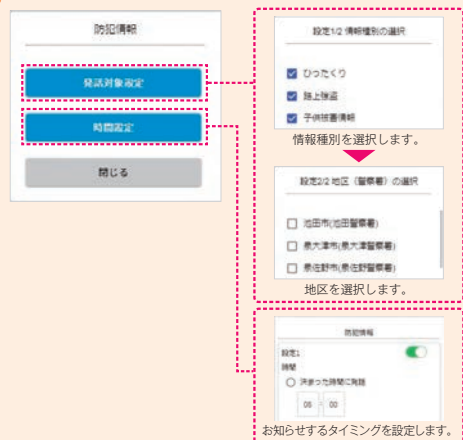 防犯情報
発話対象設定
時間設定
閉じる
設定1/2 情報種別の選択
ひったくり
路上強盗
子供被害情報
情報種別を選択します。
設定2/2 地区（警察署）の選択
池田市(池田警察署)
泉大津市(泉大津警察署)
泉佐野市(泉佐野警察署)
地区を選択します。
防犯情報
設定1
時間
決まった時間に発話
06 : 00
お知らせするタイミングを設定します。